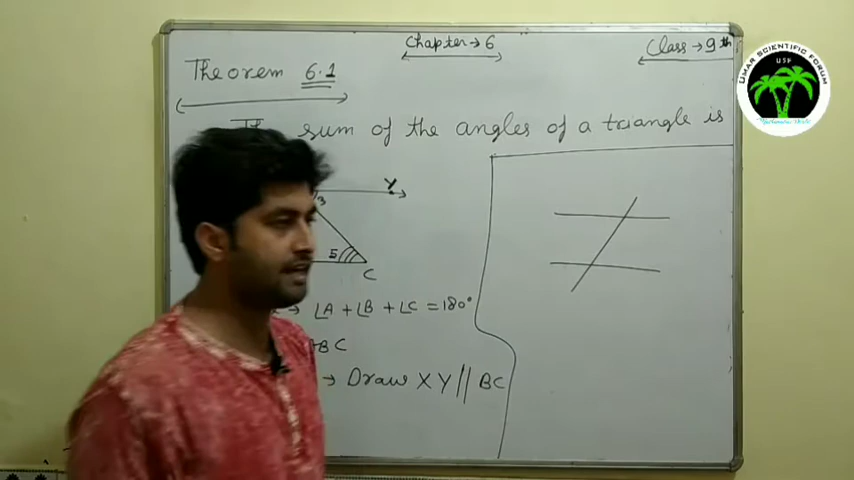 Chapter → 6
Class → 9th
Theorem 6.1
sum of the angles of a triangle is
Y
3
5
C
→ ∠A + ∠B + ∠C = 180°
BC
→ Draw XY || BC
UMAR SCIENTIFIC FORUM
USF